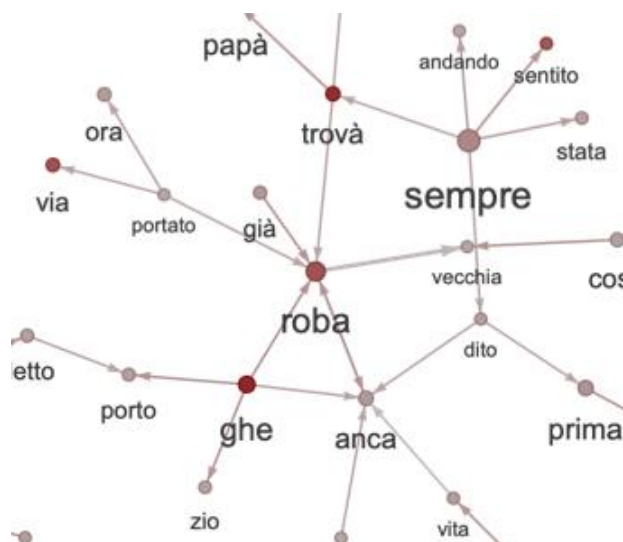 papà
andando
sentito
ora
trovà
stata
via
sempre
portato
già
vecchia
cos
roba
dito
etto
porto
ghe
anca
prima
zio
vita